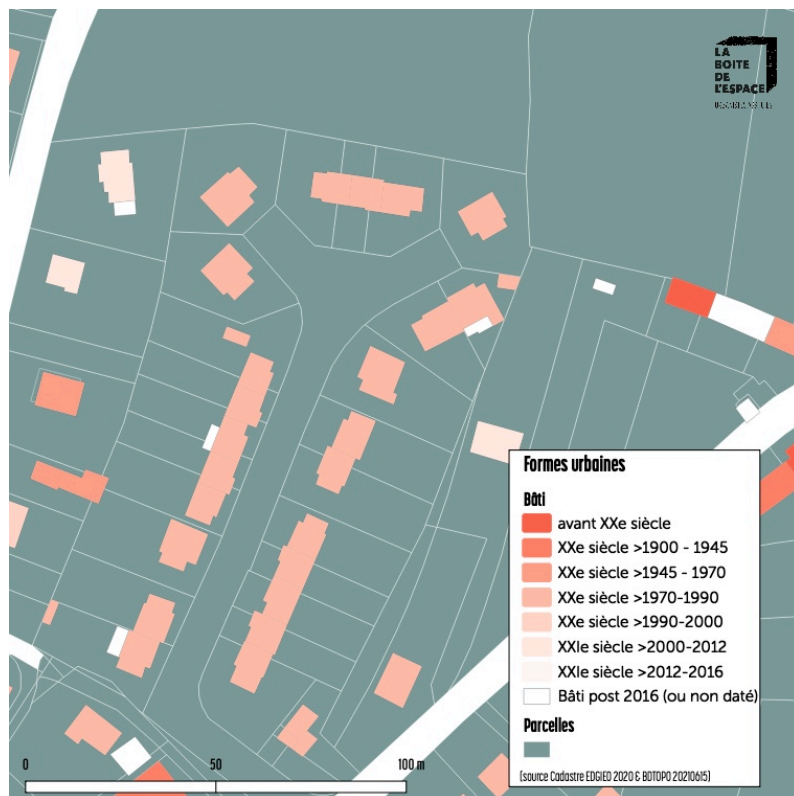 LA
BOITE
DE
L'ESPACE
Formes urbaines
Bâti
avant XXe siècle
XXe siècle >1900 - 1945
XXe siècle >1945 - 1970
XXe siècle >1970-1990
XXe siècle >1990-2000
XXIe siècle >2000-2012
XXIe siècle >2012-2016
Bâti post 2016 (ou non daté)
Parcelles
(source Cadastre EDGIEO 2020 & BDTOPO 20210615)
0 50 100 m